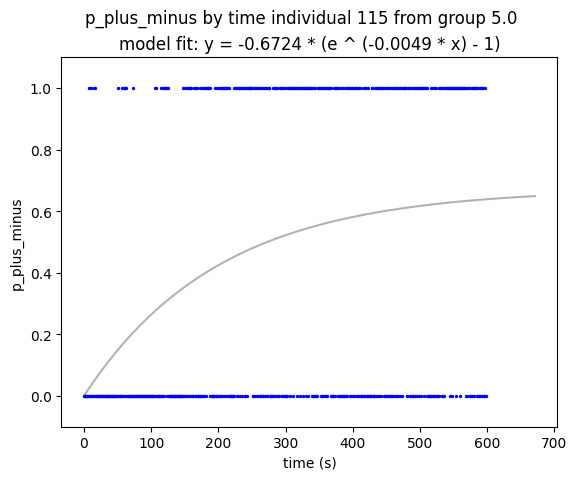 p_plus_minus by time individual 115 from group 5.0
model fit: y = -0.6724 * (e ^ (-0.0049 * x) - 1)
1.0
0.8
0.6
0.4
0.2
0.0
p_plus_minus
0 100 200 300 400 500 600 700
time (s)